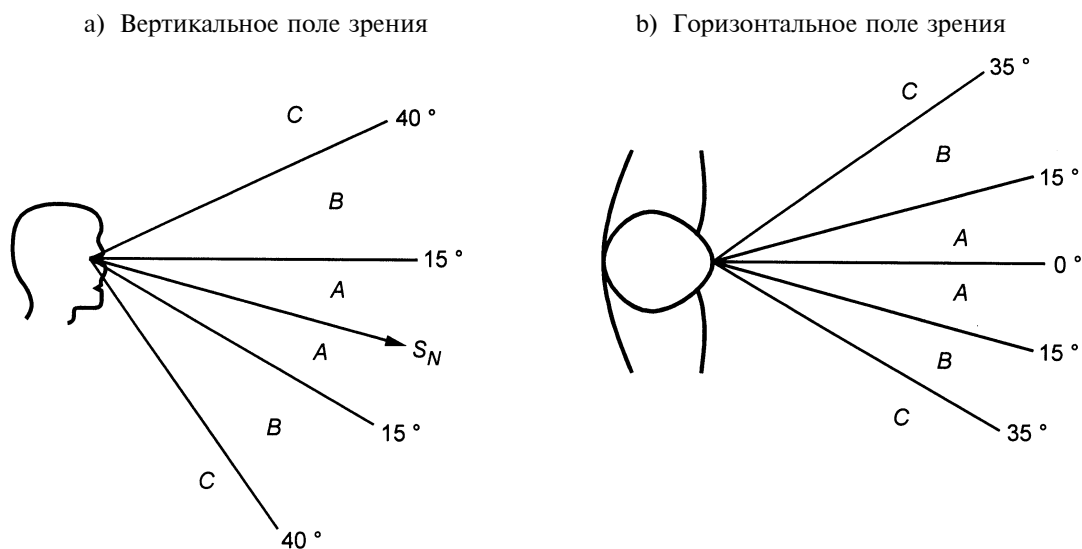 a) Вертикальное поле зрения
C
40 °
B
15 °
A
S_N
A
B
15 °
C
40 °
b) Горизонтальное поле зрения
35 °
C
B
15 °
A
0 °
A
15 °
B
C
35 °